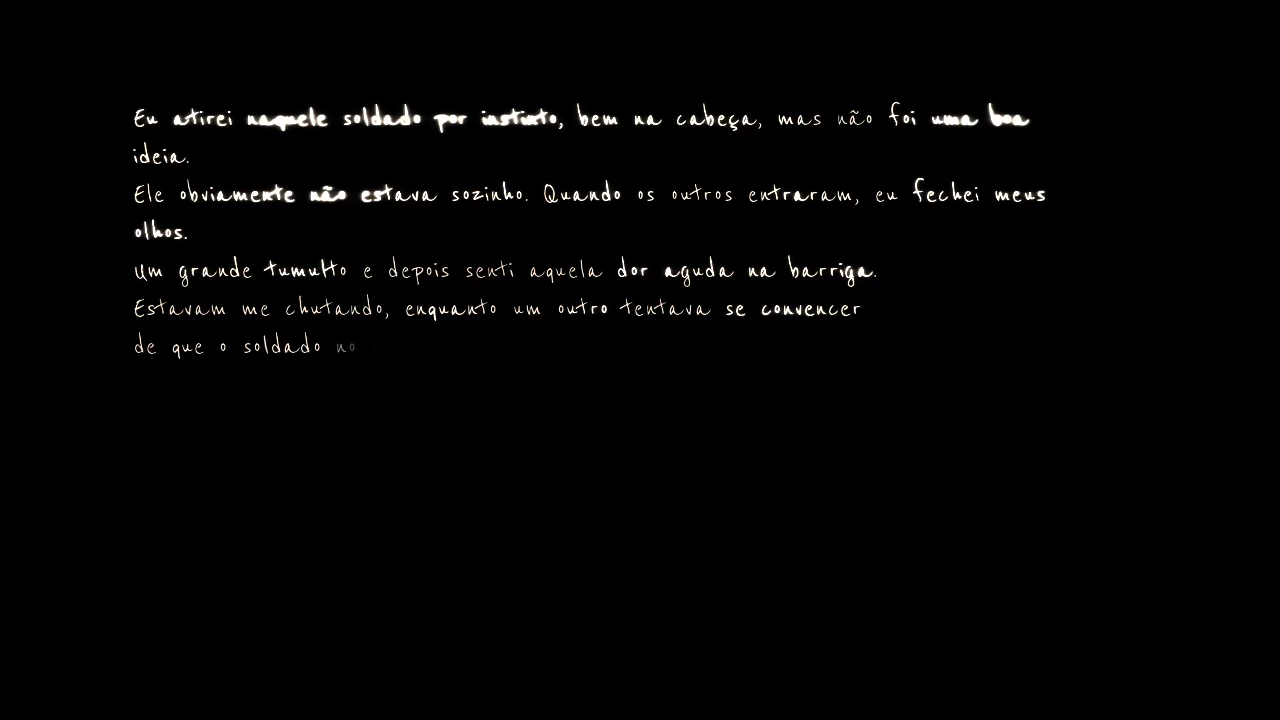 Eu atirei naquele soldado por instinto, bem na cabeça, mas não foi uma boa
ideia.
Ele obviamente não estava sozinho. Quando os outros entraram, eu fechei meus
olhos.
Um grande tumulto e depois senti aquela dor aguda na barriga.
Estavam me chutando, enquanto um outro tentava se convencer
de que o soldado no